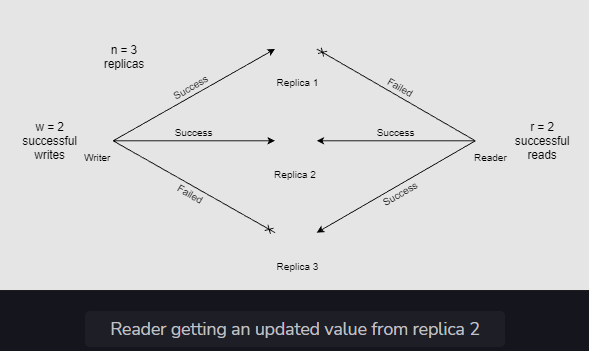 n = 3
replicas
Success
Replica 1
Failed
w = 2
successful
writes
Writer
Success
Replica 2
Success
Reader
r = 2
successful
reads
Failed
Success
Replica 3
Reader getting an updated value from replica 2